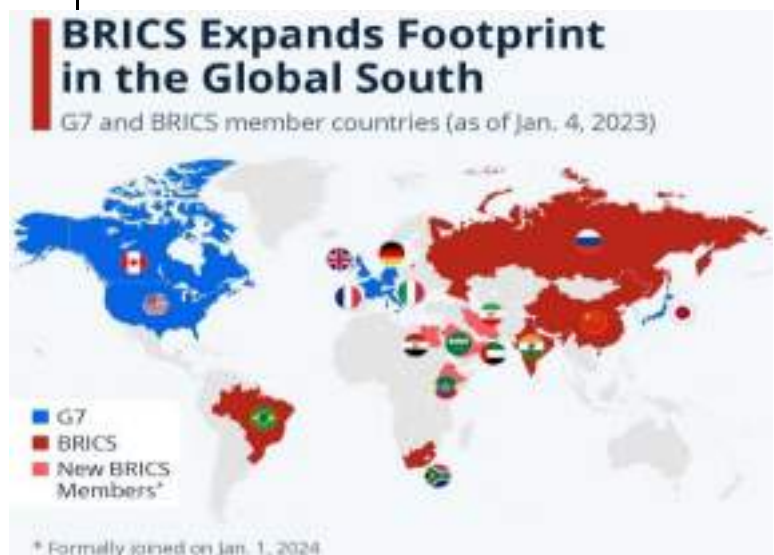 BRICS Expands Footprint
in the Global South
G7 and BRICS member countries (as of Jan. 4, 2023)
G7
BRICS
New BRICS
Members*
* Formally joined on Jan. 1, 2024